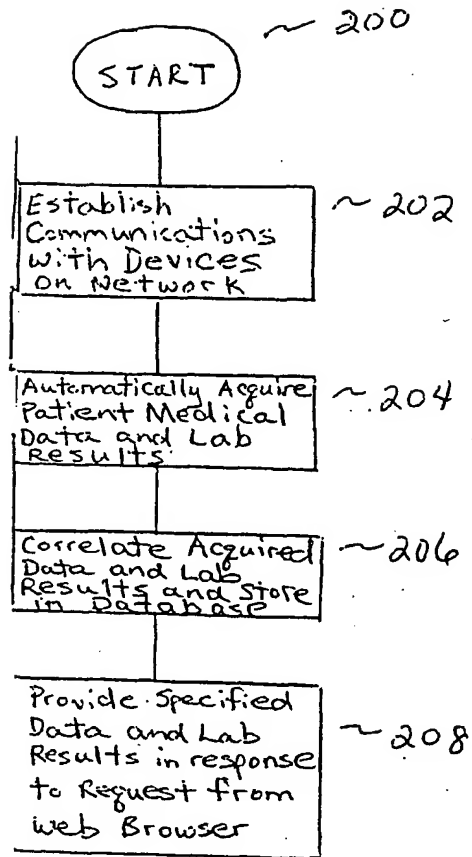 ~ 200
START
Establish ~ 202
Communications
with Devices
on Network
Automatically Acquire ~ 204
Patient Medical
Data and Lab
Results
Correlate Acquired ~ 206
Data and Lab
Results and Store
in Database
Provide Specified
Data and Lab ~ 208
Results in response
to Request from
Web Browser